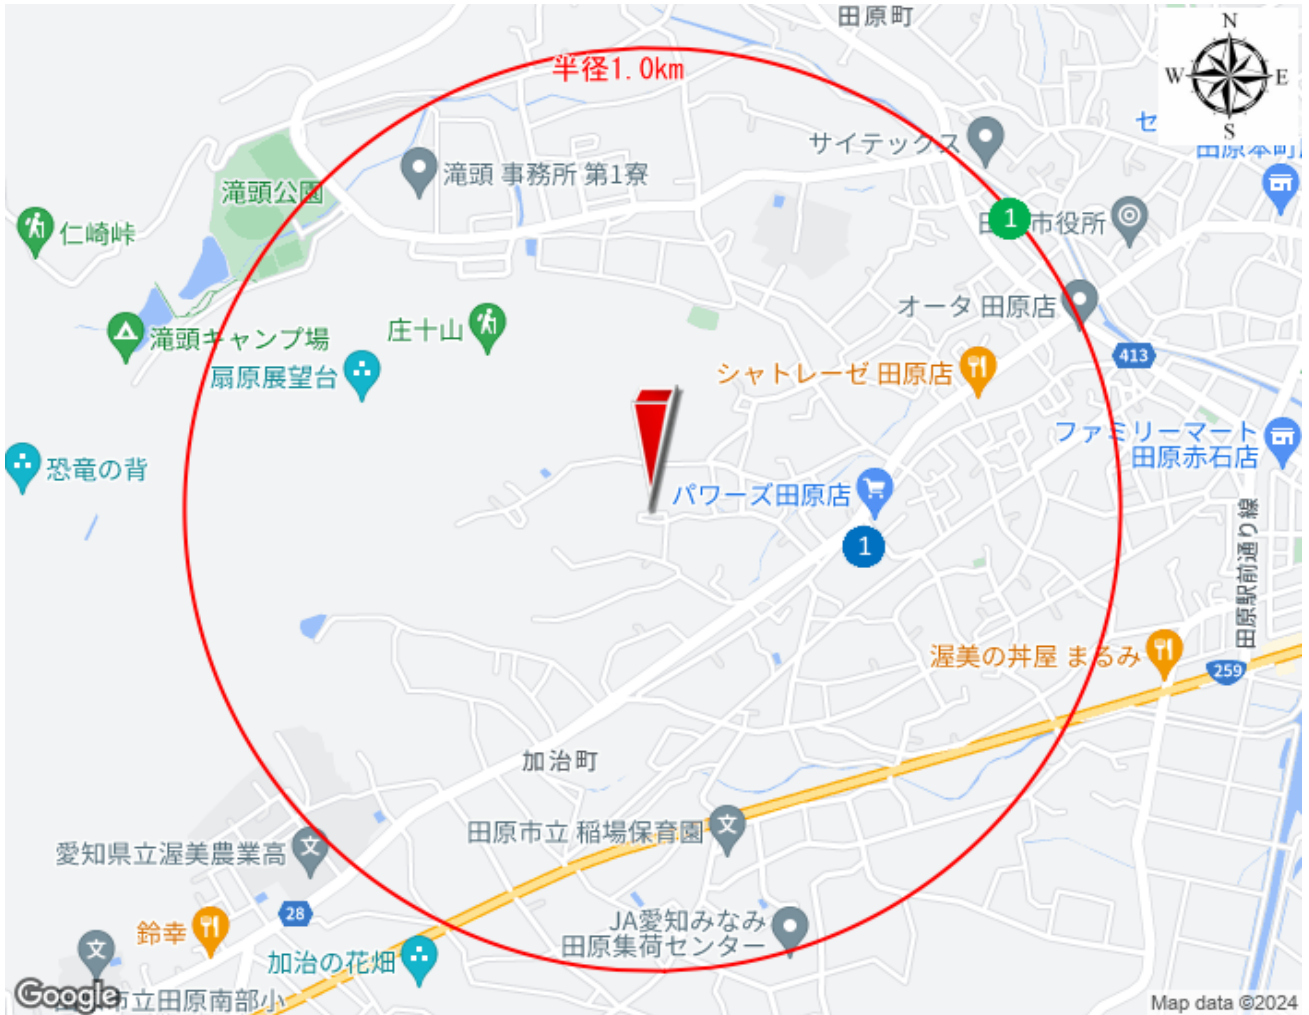 田原町
N
W
E
S
半径1.0km
サイテックス
セ
田原本町
滝頭 事務所 第1寮
滝頭公園
1
市役所
仁崎峠
オータ 田原店
庄十山
滝頭キャンプ場
413
扇原展望台
シャトレーゼ 田原店
ファミリーマート
田原赤石店
恐竜の背
パワーズ田原店
1
田原駅前通り線
渥美の丼屋 まるみ
259
加治町
田原市立 稲場保育園
愛知県立渥美農業高
28
JA愛知みなみ
田原集荷センター
鈴幸
加治の花畑
Google
市立田原南部小
Map data ©2024